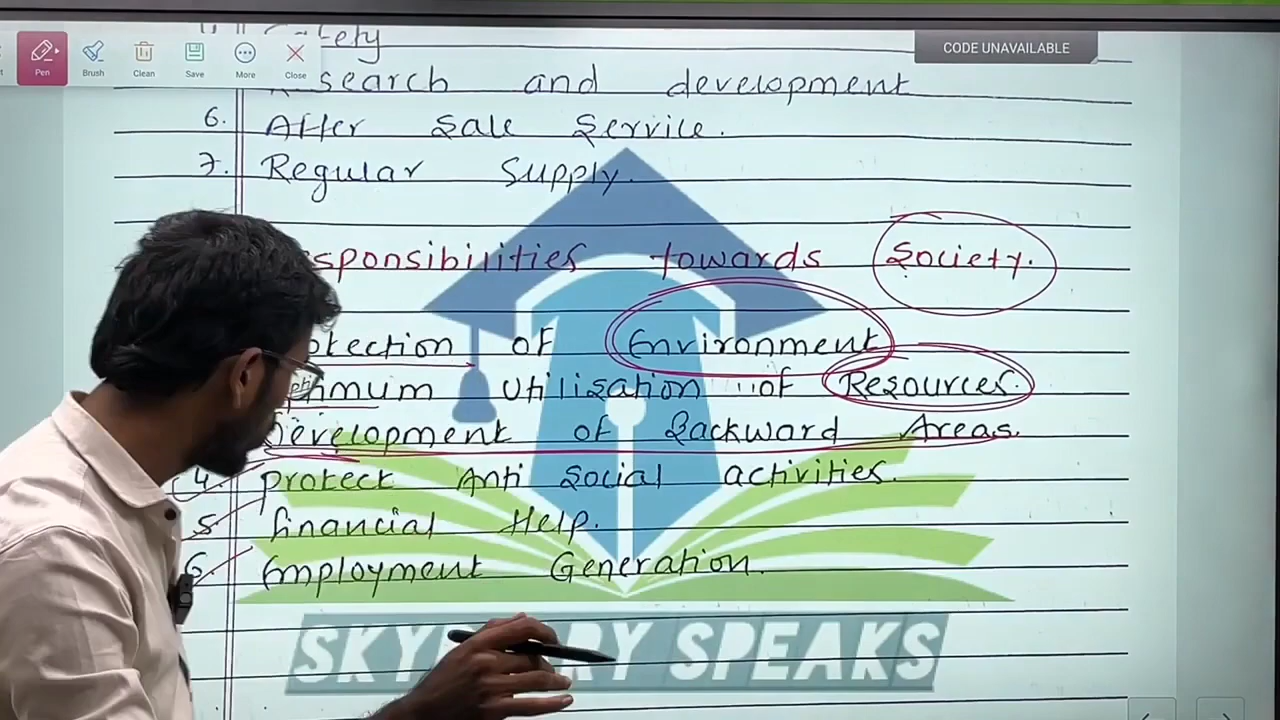 Pen Brush Clean Save More Close
CODE UNAVAILABLE
search and development
6. After Sale Service.
7. Regular Supply.
sponsibilities towards Society.
otection of Environment
mum Utilisation of Resources.
Development of Backward Areas.
4. Protect Anti Social activities.
5. financial Help.
6. Employment Generation.
SPEAKS